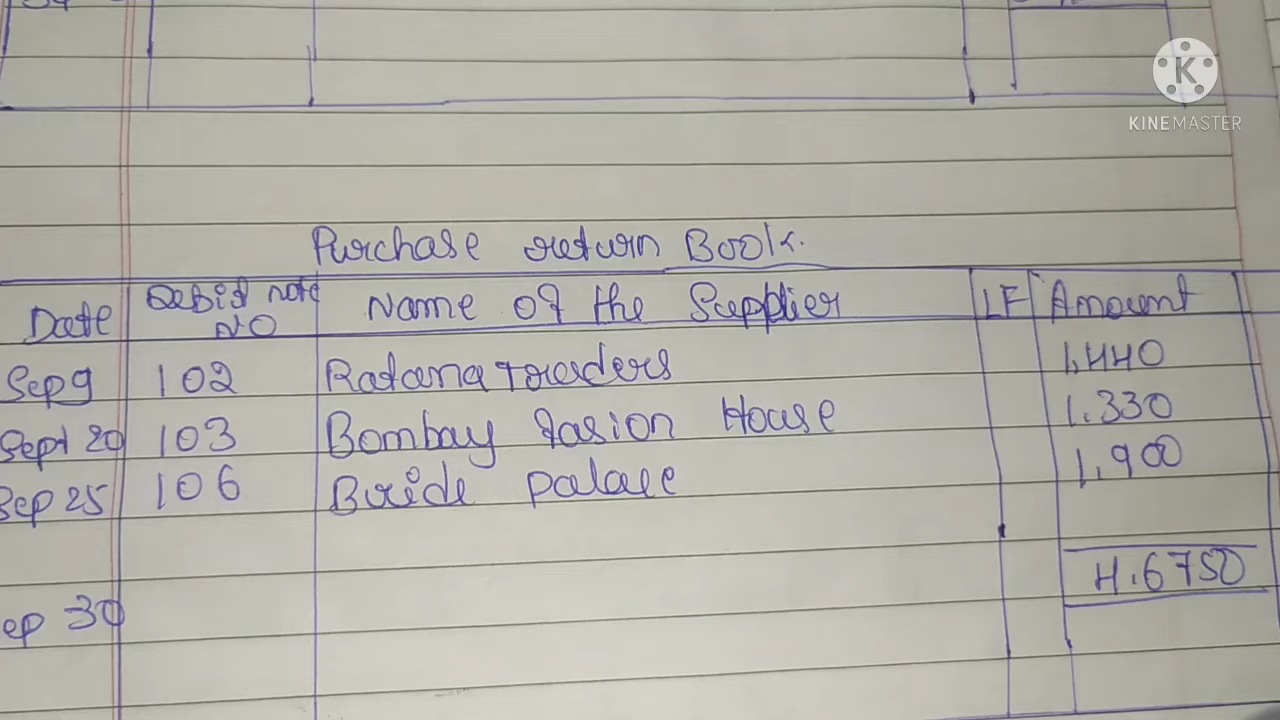 KINEMASTER
Purchase return Book.
Date Debit note NO Name of the Supplier LF Amount
Sep 9 102 Ratana Traders 1,440
Sept 20 103 Bombay fasion House 1.330
Sep 25 106 Bride palace 1,900
4.6750
ep 30